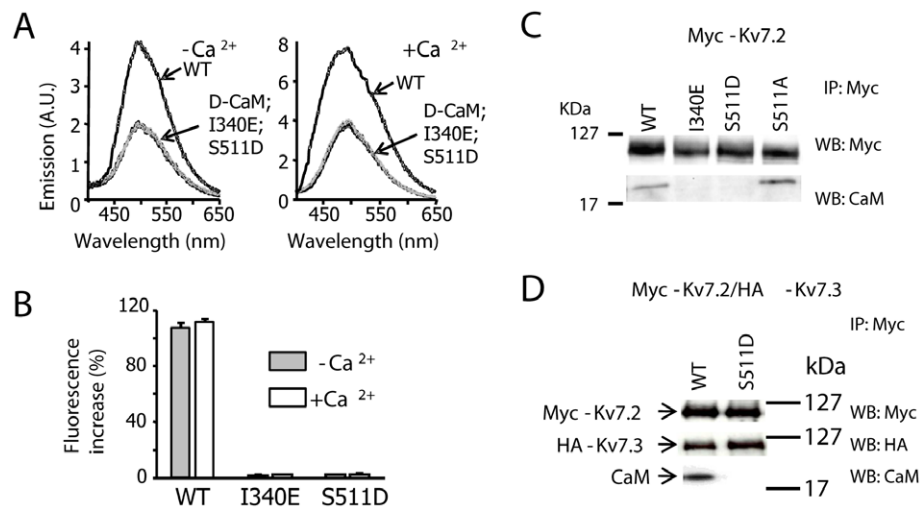 A
4
3
2
1
0
Emission (A.U.)
- Ca 2+
WT
D-CaM;
I340E;
S511D
450 550 650
Wavelength (nm)
8
6
4
2
0
+Ca 2+
WT
D-CaM;
I340E;
S511D
450 550 650
Wavelength (nm)
B
120
80
40
0
Fluorescence
increase (%)
- Ca 2+
+Ca 2+
WT I340E S511D
C
Myc - Kv7.2
IP: Myc
KDa
WT
I340E
S511D
S511A
127
WB: Myc
17
WB: CaM
D
Myc - Kv7.2/HA - Kv7.3
IP: Myc
WT
S511D
kDa
Myc - Kv7.2
127
WB: Myc
HA - Kv7.3
127
WB: HA
CaM
17
WB: CaM